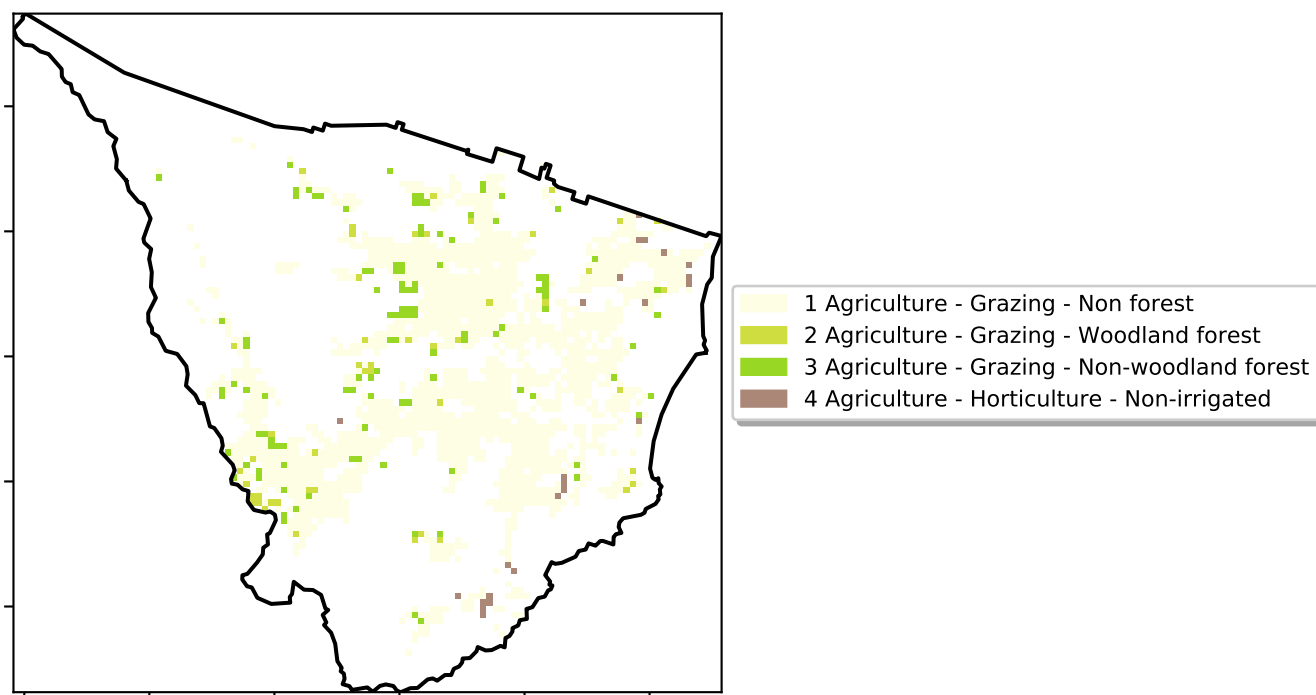 1 Agriculture - Grazing - Non forest
2 Agriculture - Grazing - Woodland forest
3 Agriculture - Grazing - Non-woodland forest
4 Agriculture - Horticulture - Non-irrigated